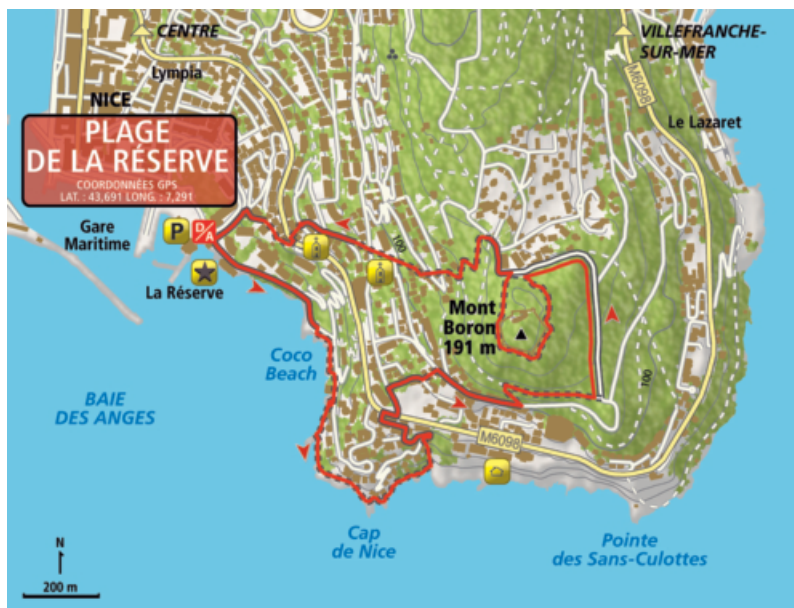 CENTRE
VILLEFRANCHE-
SUR-MER
Lympia
M6098
NICE
Le Lazaret
PLAGE
DE LA RÉSERVE
COORDONNÉES GPS
LAT. : 43,691 LONG. : 7,291
Gare
Maritime
P
D/A
100
La Réserve
Mont
Boron
191 m
Coco
Beach
100
BAIE
DES ANGES
M6098
Cap
de Nice
Pointe
des Sans-Culottes
N
200 m